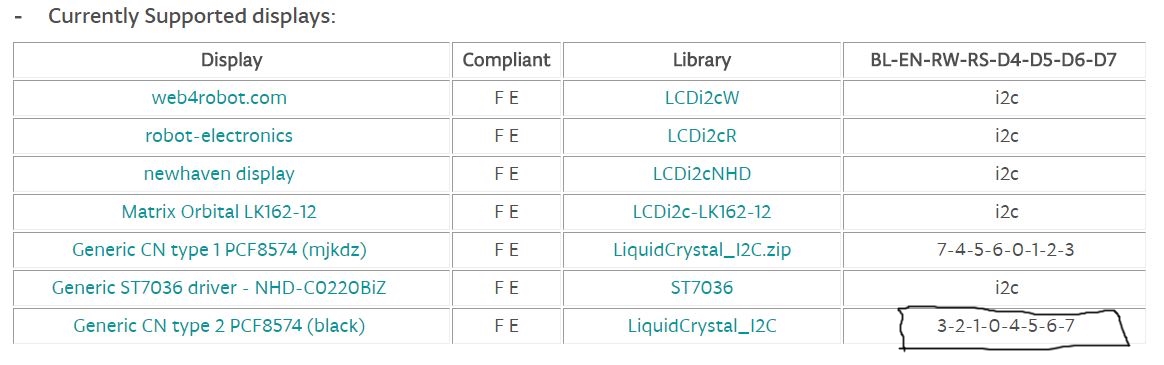 - Currently Supported displays:
Display Compliant Library BL-EN-RW-RS-D4-D5-D6-D7
web4robot.com F E LCDi2cW i2c
robot-electronics F E LCDi2cR i2c
newhaven display F E LCDi2cNHD i2c
Matrix Orbital LK162-12 F E LCDi2c-LK162-12 i2c
Generic CN type 1 PCF8574 (mjkdz) F E LiquidCrystal_I2C.zip 7-4-5-6-0-1-2-3
Generic ST7036 driver - NHD-C0220BiZ F E ST7036 i2c
Generic CN type 2 PCF8574 (black) F E LiquidCrystal_I2C 3-2-1-0-4-5-6-7